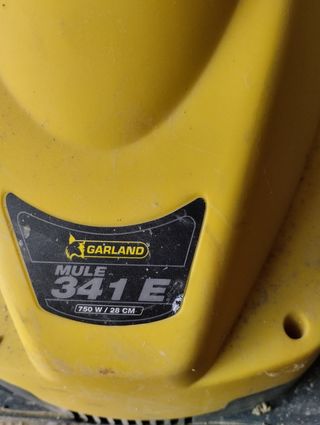 GARLAND
MULE
341 E
750 W / 28 CM